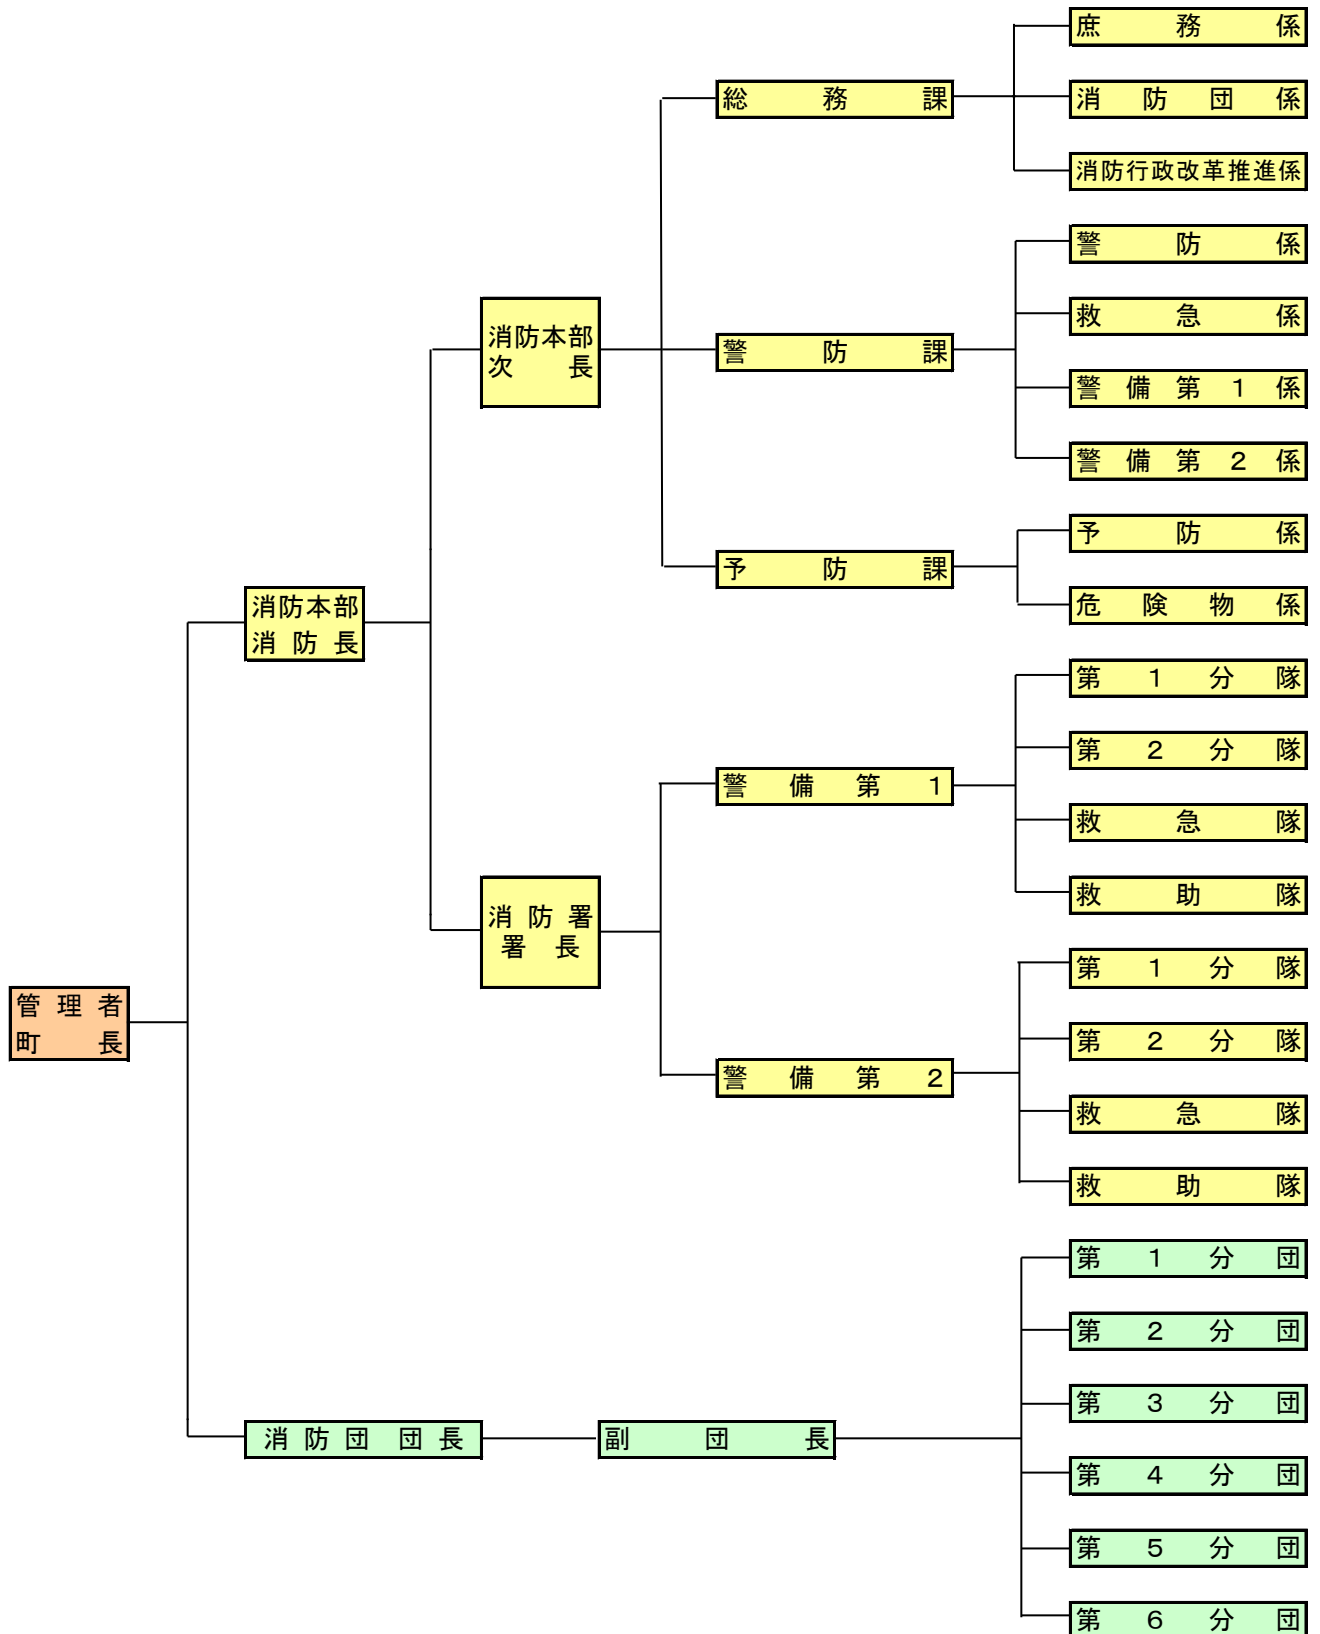 庶務係
総務課
消防団係
消防行政改革推進係
警防係
救急係
消防本部
次長
警防課
警備第1係
警備第2係
予防係
予防課
危険物係
消防本部
消防長
第1分隊
第2分隊
警備第1
救急隊
救助隊
消防署
署長
第1分隊
管理者
町長
第2分隊
警備第2
救急隊
救助隊
第1分団
第2分団
第3分団
消防団団長
副団長
第4分団
第5分団
第6分団